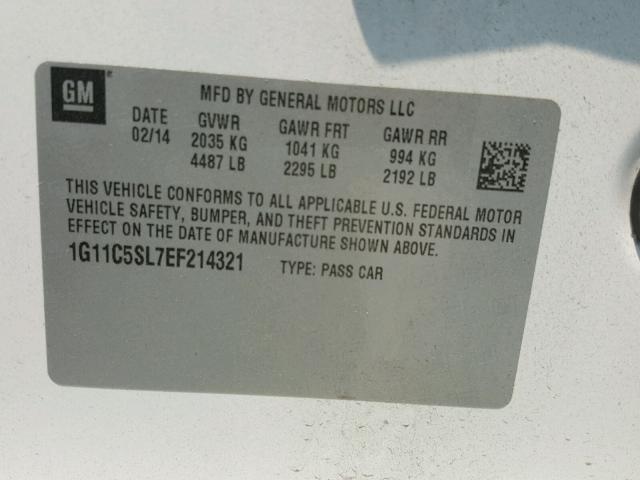 GM
MFD BY GENERAL MOTORS LLC
DATE GVWR GAWR FRT GAWR RR
02/14 2035 KG 1041 KG 994 KG
4487 LB 2295 LB 2192 LB
THIS VEHICLE CONFORMS TO ALL APPLICABLE U.S. FEDERAL MOTOR
VEHICLE SAFETY, BUMPER, AND THEFT PREVENTION STANDARDS IN
EFFECT ON THE DATE OF MANUFACTURE SHOWN ABOVE.
1G11C5SL7EF214321 TYPE: PASS CAR